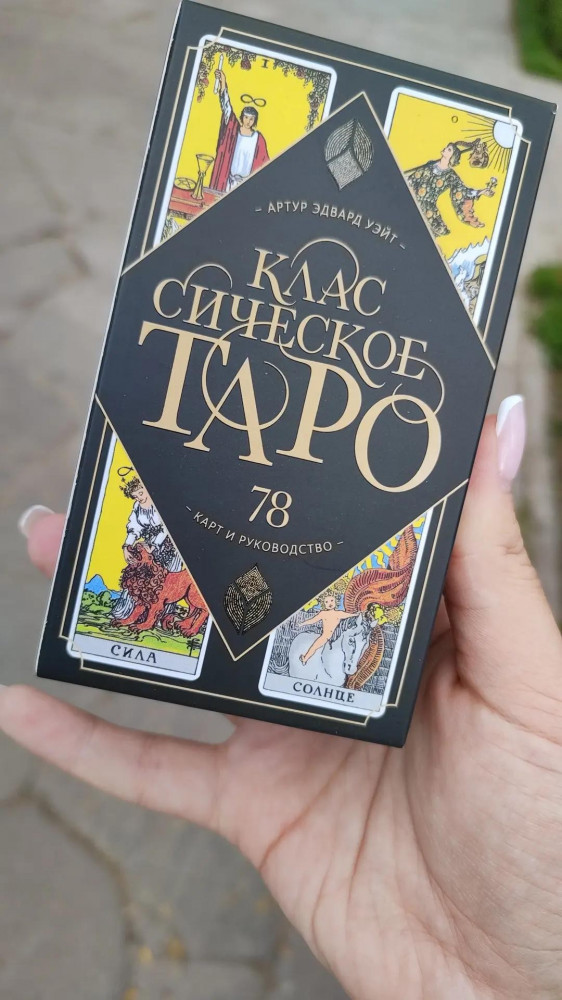 I
– АРТУР ЭДВАРД УЭЙТ –
КЛАС
СИЧЕСКОЕ
ТАРО
78
– КАРТ И РУКОВОДСТВО –
СИЛА
СОЛНЦЕ